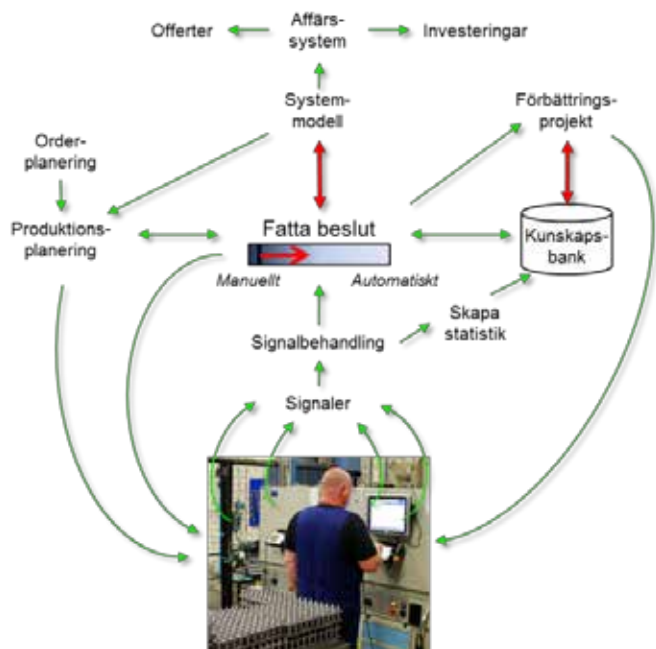 Offerter
Affärs-
system
Investeringar
System-
modell
Förbättrings-
projekt
Order-
planering
Produktions-
planering
Fatta beslut
Kunskaps-
bank
Manuellt
Automatiskt
Skapa
statistik
Signalbehandling
Signaler